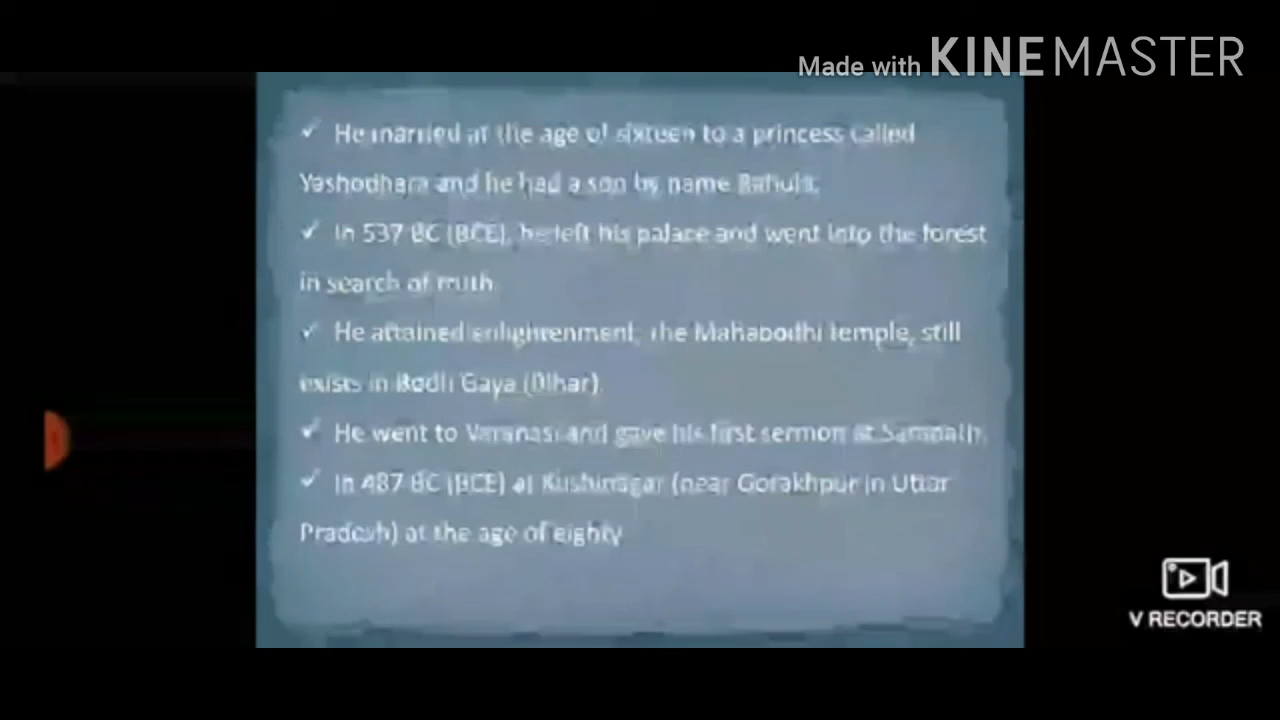 Made with KINEMASTER
✓ He married at the age of sixteen to a princess called
Yashodhara and he had a son by name Rahula.
✓ In 537 BC (BCE), he left his palace and went into the forest
in search of truth
✓ He attained enlightenment, The Mahabodhi temple, still
exists in Bodh Gaya (Bihar)
✓ He went to Varanasi and gave his first sermon at Sarnath.
✓ In 487 BC (BCE) at Kushinagar (near Gorakhpur in Uttar
Pradesh) at the age of eighty
V RECORDER